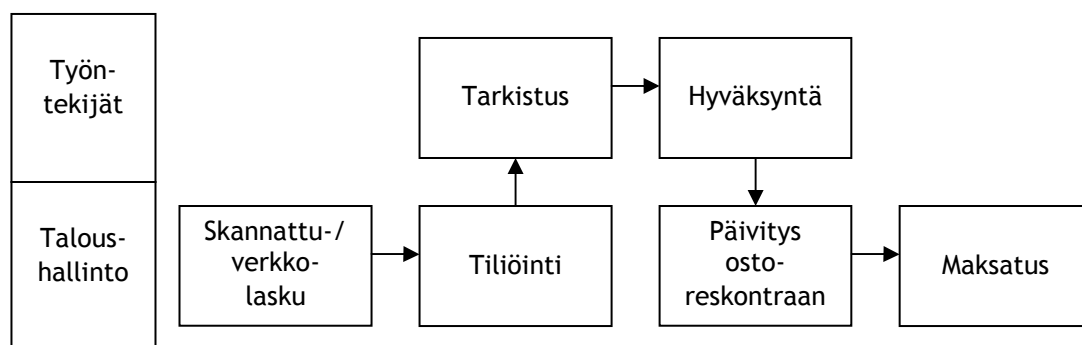 Työn-
tekijät
Tarkistus
Hyväksyntä
Talous-
hallinto
Skannattu-/
verkko-
lasku
Tiliöinti
Päivitys
osto-
reskontraan
Maksatus